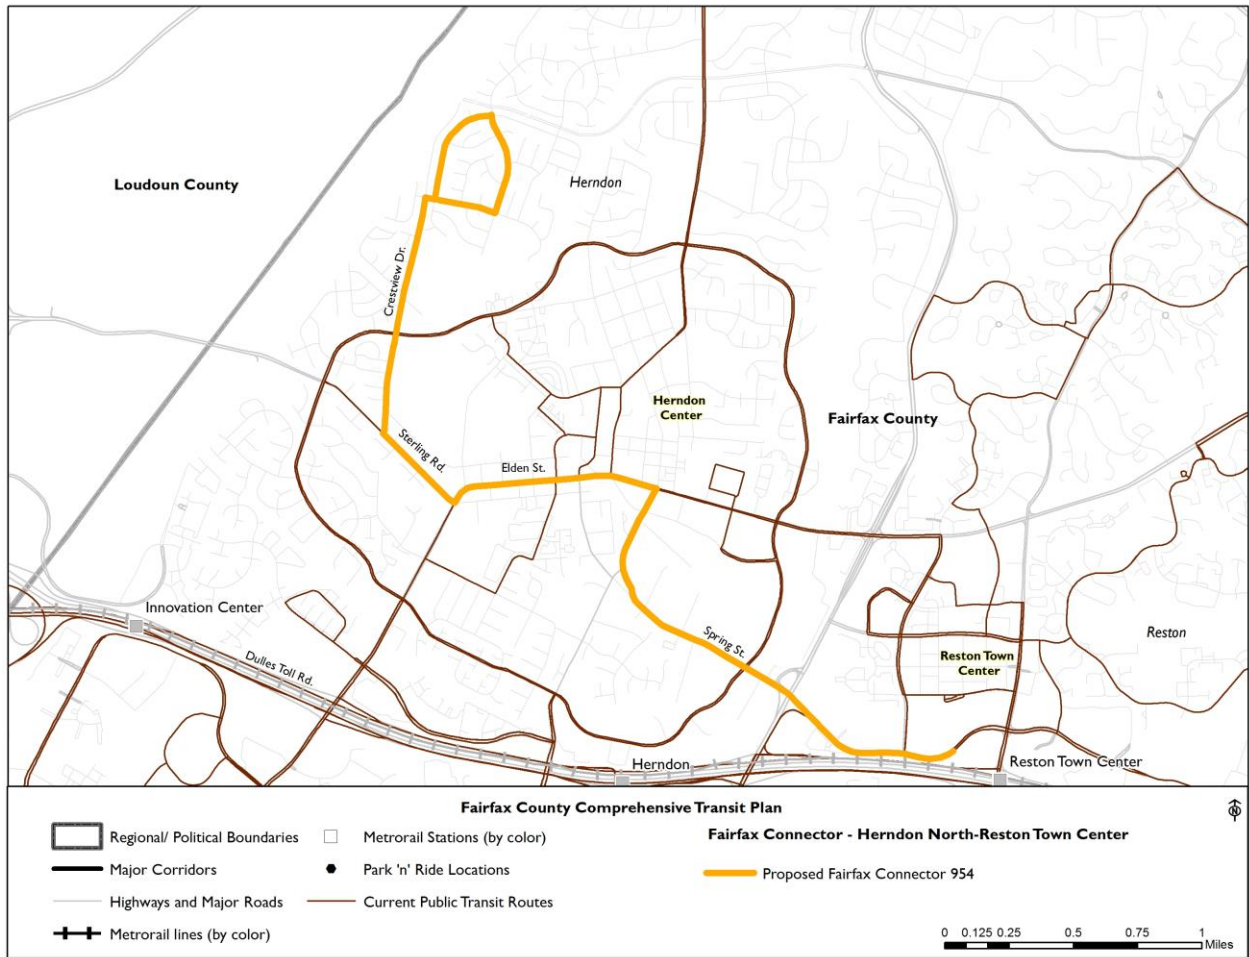 Loudoun County
Herndon
Crestview Dr.
Herndon
Center
Fairfax County
Sterling Rd.
Elden St.
Innovation Center
Spring St.
Reston
Reston Town
Center
Dulles Toll Rd.
Herndon
Reston Town Center
Fairfax County Comprehensive Transit Plan
Regional/ Political Boundaries
Metrorail Stations (by color)
Fairfax Connector - Herndon North-Reston Town Center
Major Corridors
Park 'n' Ride Locations
Proposed Fairfax Connector 954
Highways and Major Roads
Current Public Transit Routes
Metrorail lines (by color)
0 0.125 0.25 0.5 0.75 1
Miles